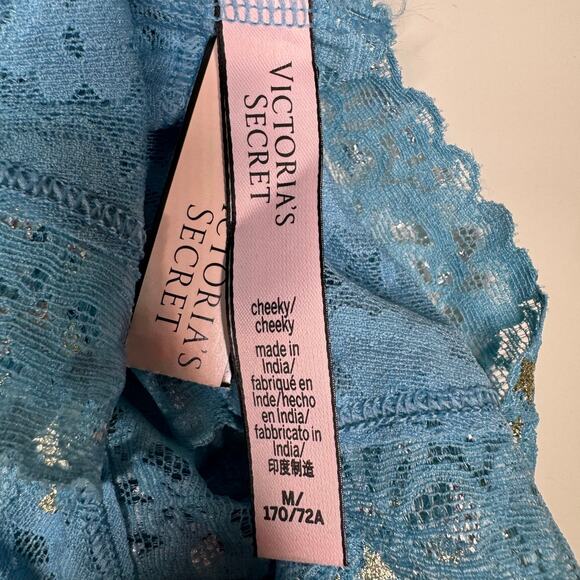 VICTORIA'S
SECRET
cheeky/
cheeky
made in
India/
fabriqué en
Inde/hecho
en India/
fabbricato in
India/
印度制造
M/
170/72A
VICTORIA'S
SECRET